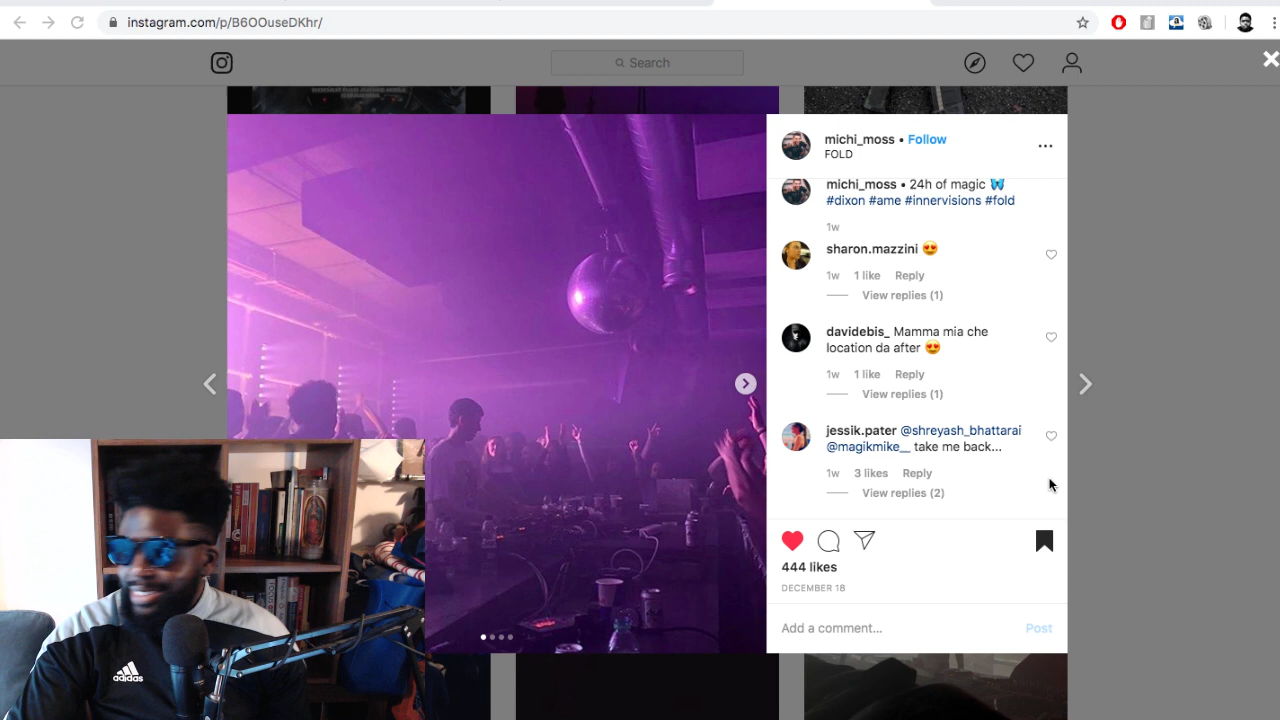 instagram.com/p/B6OOuseDKhr/
Search
michi_moss • Follow
FOLD
michi_moss • 24h of magic 🦋
#dixon #ame #innervisions #fold
1w
sharon.mazzini 😍
1w 1 like Reply
View replies (1)
davidebis_ Mamma mia che
location da after 😍
1w 1 like Reply
View replies (1)
jessik.pater @shreyash_bhattarai
@magikmike__ take me back...
1w 3 likes Reply
View replies (2)
444 likes
DECEMBER 18
Add a comment... Post
adidas